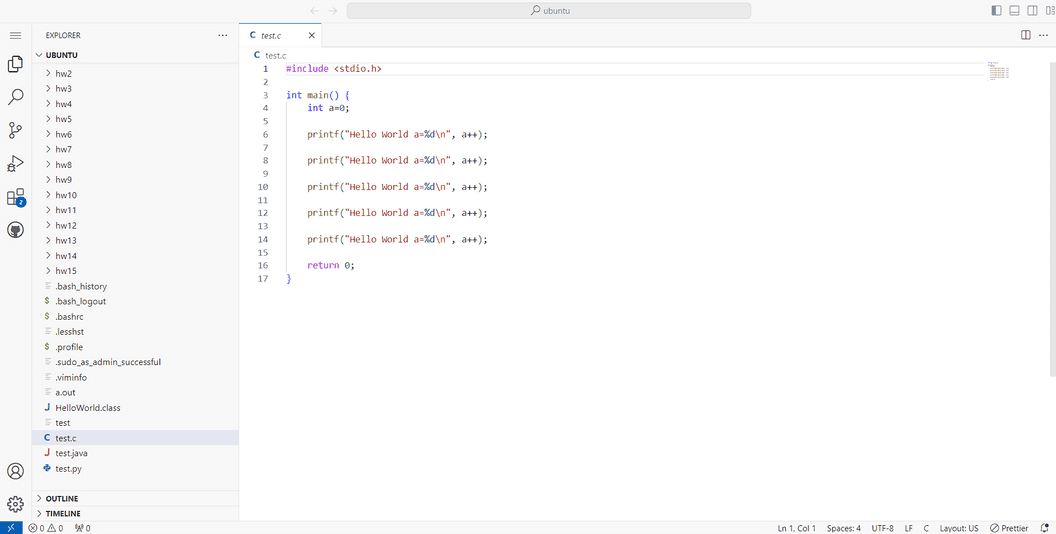 ubuntu
EXPLORER
UBUNTU
hw2
hw3
hw4
hw5
hw6
hw7
hw8
hw9
hw10
hw11
hw12
hw13
hw14
hw15
.bash_history
$ .bash_logout
$ .bashrc
.lesshst
$ .profile
.sudo_as_admin_successful
.viminfo
a.out
J HelloWorld.class
test
C test.c
J test.java
test.py
OUTLINE
TIMELINE
2
C test.c
C test.c
1 #include <stdio.h>
2
3 int main() {
4     int a=0;
5
6     printf("Hello World a=%d\n", a++);
7
8     printf("Hello World a=%d\n", a++);
9
10     printf("Hello World a=%d\n", a++);
11
12     printf("Hello World a=%d\n", a++);
13
14     printf("Hello World a=%d\n", a++);
15
16     return 0;
17 }
0 0 0 Ln 1, Col 1 Spaces: 4 UTF-8 LF C Layout: US Prettier